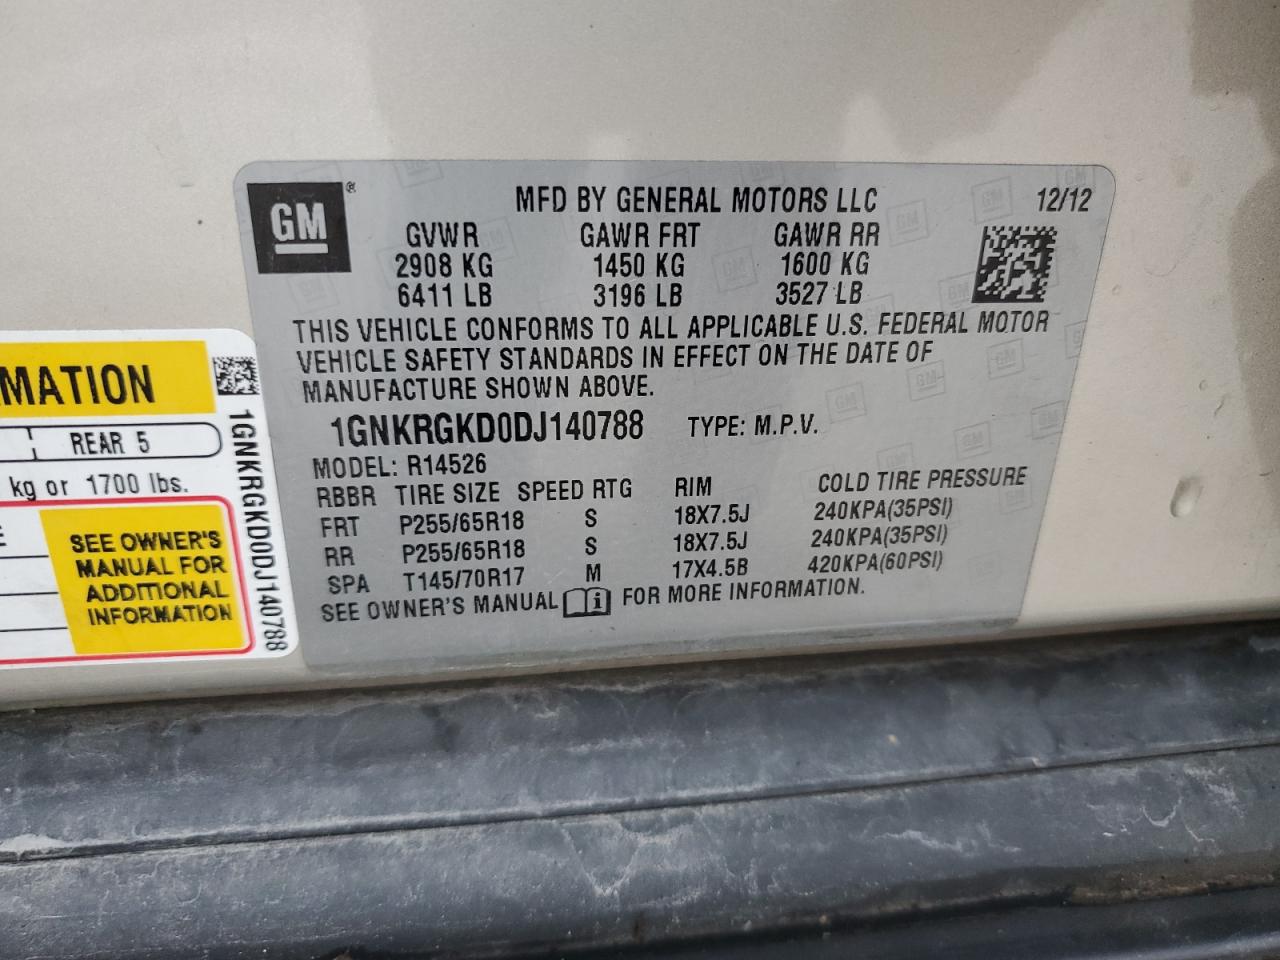 GM®
MFD BY GENERAL MOTORS LLC 12/12
GVWR GAWR FRT GAWR RR
2908 KG 1450 KG 1600 KG
6411 LB 3196 LB 3527 LB
THIS VEHICLE CONFORMS TO ALL APPLICABLE U.S. FEDERAL MOTOR
VEHICLE SAFETY STANDARDS IN EFFECT ON THE DATE OF
MANUFACTURE SHOWN ABOVE.
1GNKRGKD0DJ140788 TYPE: M.P.V.
MODEL: R14526
RBBR TIRE SIZE SPEED RTG RIM COLD TIRE PRESSURE
FRT P255/65R18 S 18X7.5J 240KPA(35PSI)
RR P255/65R18 S 18X7.5J 240KPA(35PSI)
SPA T145/70R17 M 17X4.5B 420KPA(60PSI)
SEE OWNER'S MANUAL i FOR MORE INFORMATION.
MATION
REAR 5
kg or 1700 lbs.
SEE OWNER'S
MANUAL FOR
ADDITIONAL
INFORMATION
1GNKRGKD0DJ140788